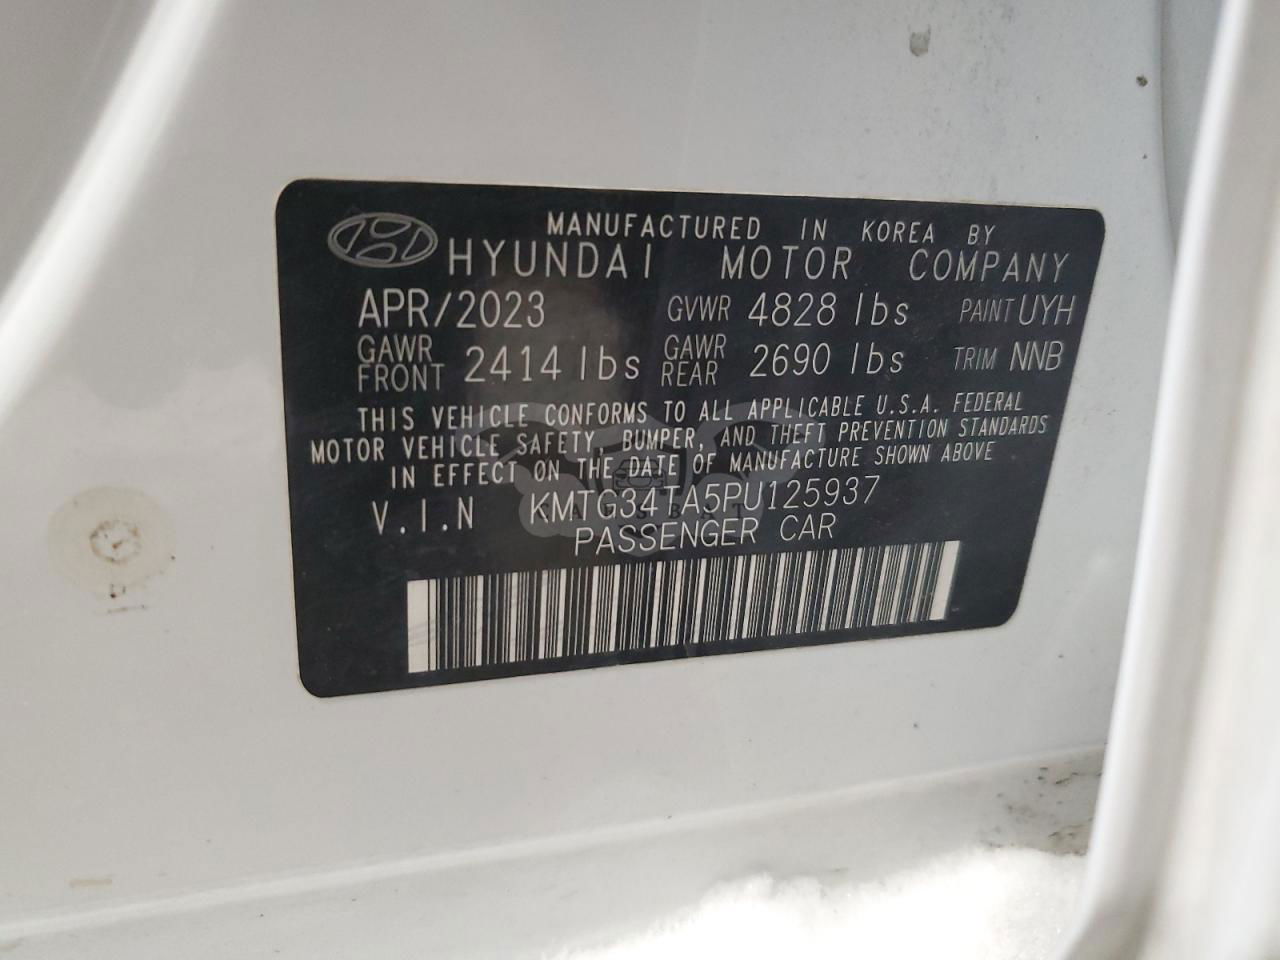 MANUFACTURED IN KOREA BY
HYUNDAI MOTOR COMPANY
APR/2023 GVWR 4828 lbs PAINT UYH
GAWR FRONT 2414 lbs GAWR REAR 2690 lbs TRIM NNB
THIS VEHICLE CONFORMS TO ALL APPLICABLE U.S.A. FEDERAL
MOTOR VEHICLE SAFETY, BUMPER, AND THEFT PREVENTION STANDARDS
IN EFFECT ON THE DATE OF MANUFACTURE SHOWN ABOVE
V.I.N KMTG34TA5PU125937
PASSENGER CAR